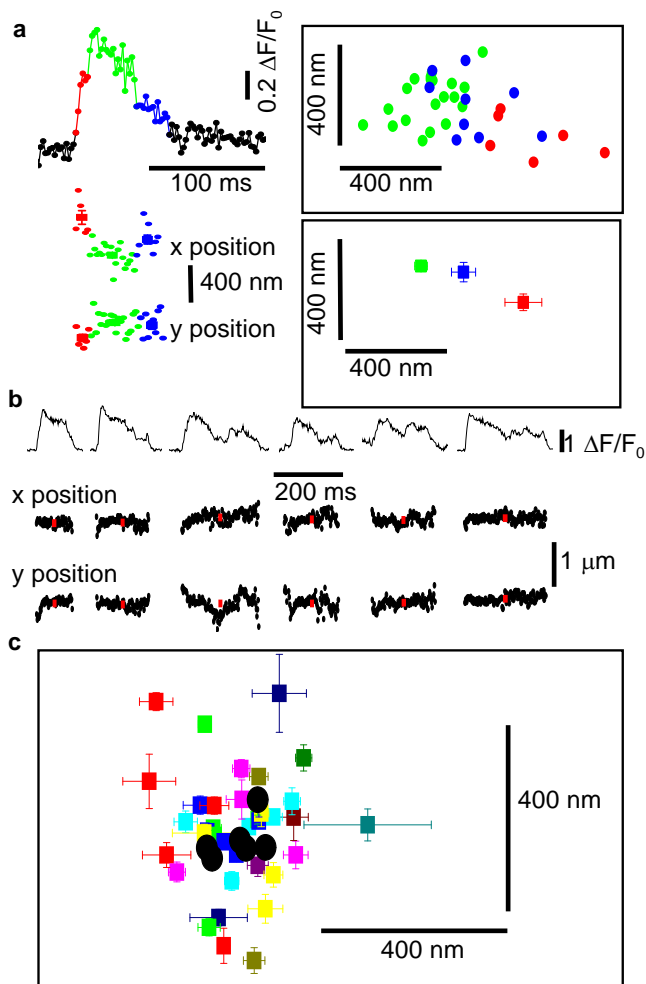 a
0.2 ΔF/F0
100 ms
x position
400 nm
y position
400 nm
400 nm
400 nm
400 nm
b
1 ΔF/F0
200 ms
x position
1 μm
y position
c
400 nm
400 nm